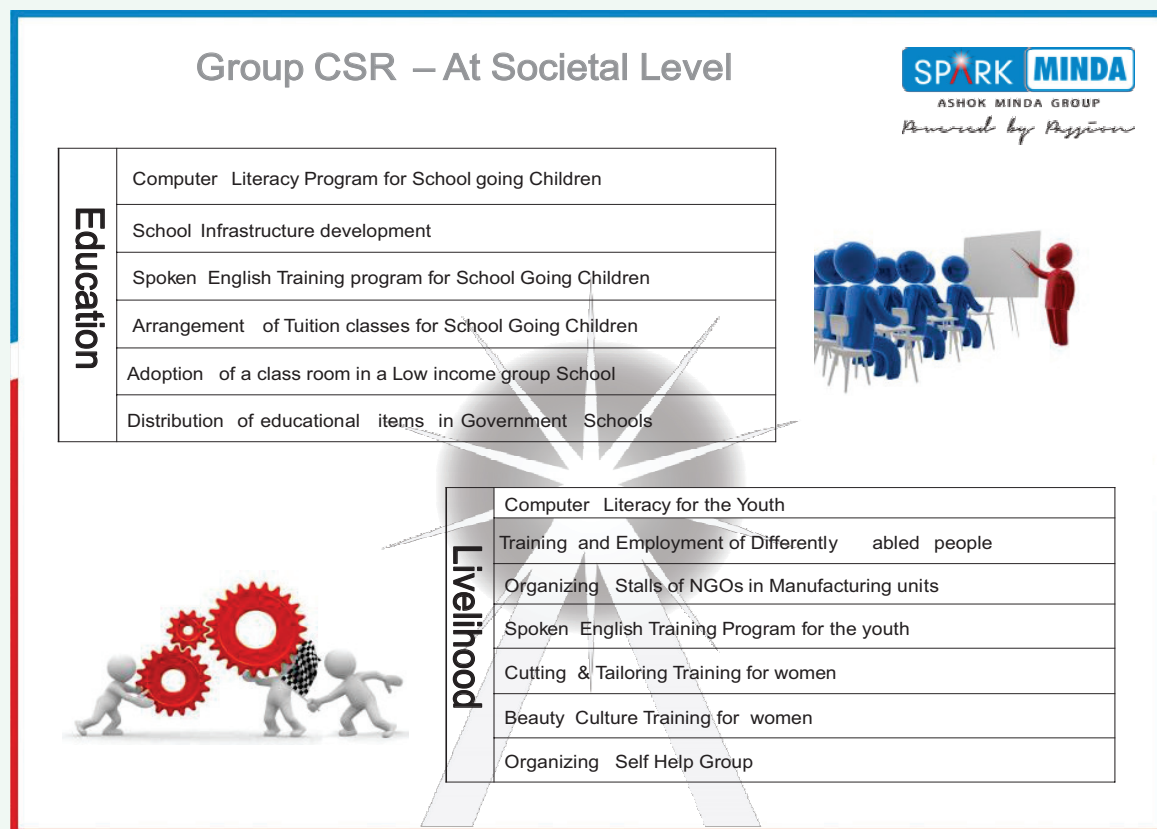 Group CSR – At Societal Level
SPARK MINDA
ASHOK MINDA GROUP
Powered by Passion
Education
Computer Literacy Program for School going Children
School Infrastructure development
Spoken English Training program for School Going Children
Arrangement of Tuition classes for School Going Children
Adoption of a class room in a Low income group School
Distribution of educational items in Government Schools
Livelihood
Computer Literacy for the Youth
Training and Employment of Differently abled people
Organizing Stalls of NGOs in Manufacturing units
Spoken English Training Program for the youth
Cutting & Tailoring Training for women
Beauty Culture Training for women
Organizing Self Help Group